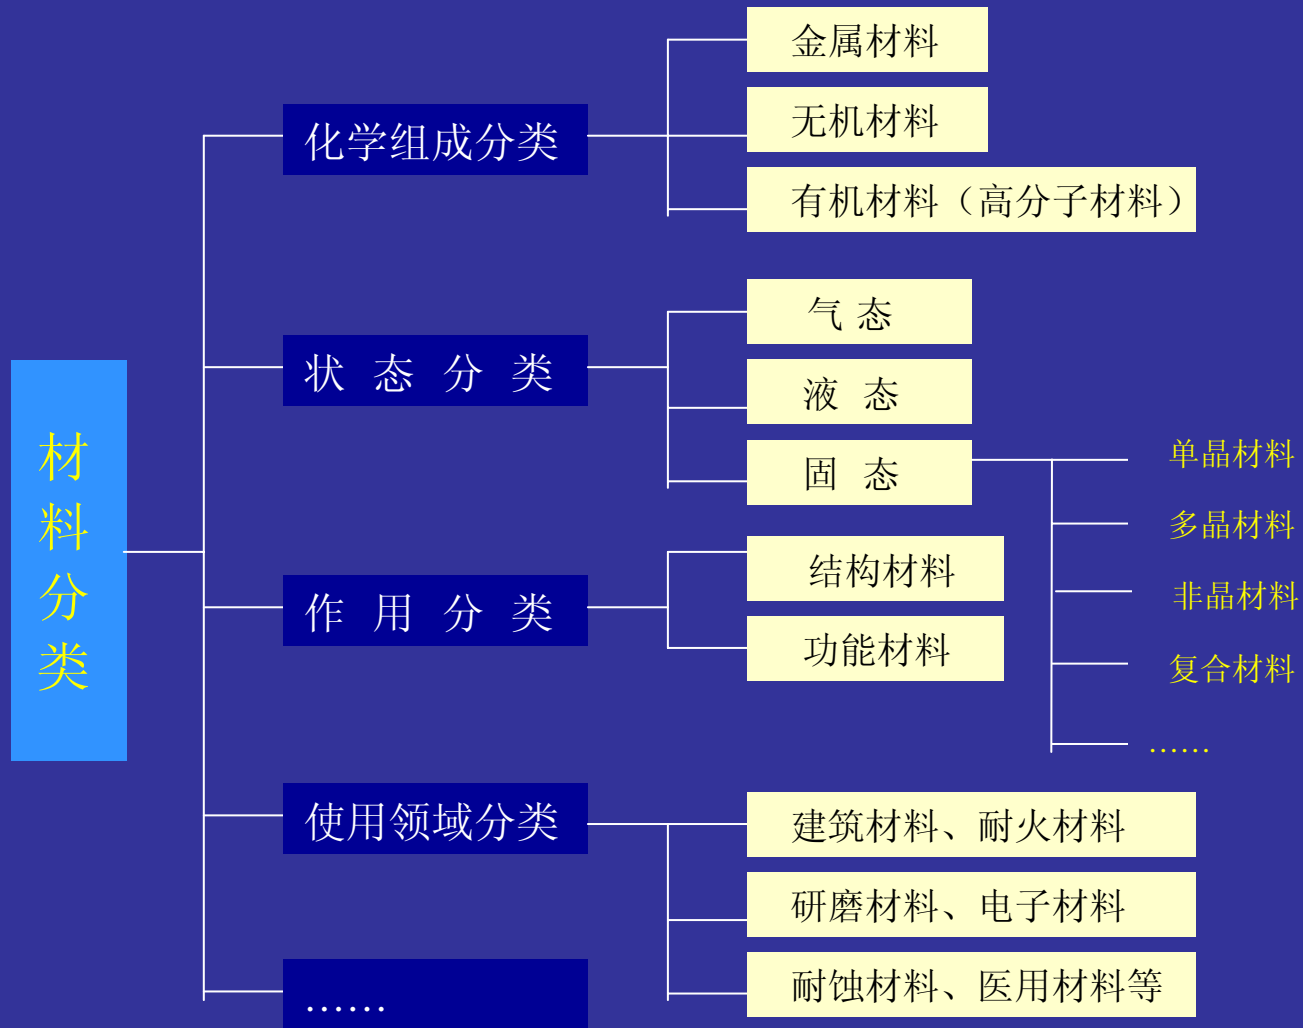 材料分类
化学组成分类
金属材料
无机材料
有机材料（高分子材料）
状 态 分 类
气 态
液 态
固 态
单晶材料
多晶材料
非晶材料
复合材料
……
作 用 分 类
结构材料
功能材料
使用领域分类
建筑材料、耐火材料
研磨材料、电子材料
耐蚀材料、医用材料等
……